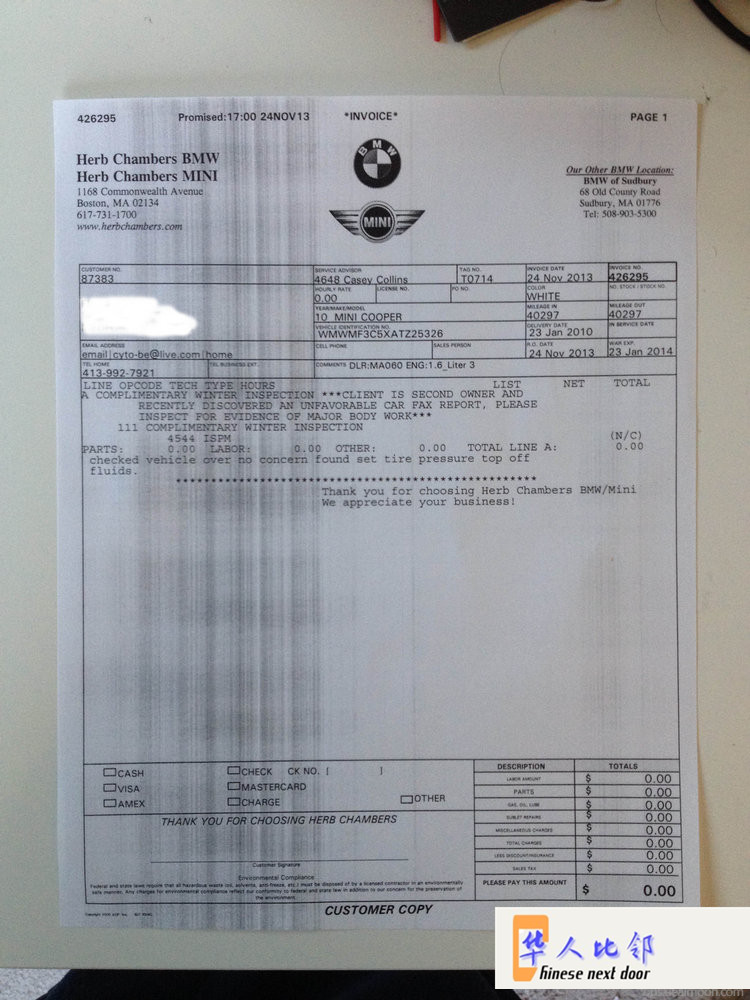 426295 Promised:17:00 24NOV13 *INVOICE* PAGE 1
BMW
Herb Chambers BMW
Herb Chambers MINI
1168 Commonwealth Avenue
Boston, MA 02134
617-731-1700
www.herbchambers.com
MINI
Our Other BMW Location:
BMW of Sudbury
68 Old County Road
Sudbury, MA 01776
Tel: 508-903-5300
CUSTOMER NO. SERVICE ADVISOR TAG NO. INVOICE DATE INVOICE NO.
87383 4648 Casey Collins T0714 24 Nov 2013 426295
HOURLY RATE LICENSE NO. PO NO. COLOR NO. STOCK / STOCK NO.
0.00 WHITE
YEAR/MAKE/MODEL MILEAGE IN MILEAGE OUT
10 MINI COOPER 40297 40297
VEHICLE IDENTIFICATION NO. DELIVERY DATE IN SERVICE DATE
WMWMF3C5XATZ25326 23 Jan 2010
EMAIL ADDRESS CELL PHONE SALES PERSON R.O. DATE WAR EXP.
email|cyto-be@live.com|home 24 Nov 2013 23 Jan 2014
TEL HOME TEL BUSINESS EXT. COMMENTS DLR:MA060 ENG:1.6_Liter 3
413-992-7921
LINE OPCODE TECH TYPE HOURS LIST NET TOTAL
A COMPLIMENTARY WINTER INSPECTION ***CLIENT IS SECOND OWNER AND
RECENTLY DISCOVERED AN UNFAVORABLE CAR FAX REPORT, PLEASE
INSPECT FOR EVIDENCE OF MAJOR BODY WORK***
111 COMPLIMENTARY WINTER INSPECTION
4544 ISPM (N/C)
PARTS: 0.00 LABOR: 0.00 OTHER: 0.00 TOTAL LINE A: 0.00
checked vehicle over no concern found set tire pressure top off
fluids.
****************************************************
Thank you for choosing Herb Chambers BMW/Mini
We appreciate your business!
CASH CHECK CK NO. [ ]
VISA MASTERCARD
AMEX CHARGE OTHER
THANK YOU FOR CHOOSING HERB CHAMBERS
Customer Signature
Environmental Compliance
Federal and state laws require that all hazardous waste (oil, solvents, anti-freeze, etc.) must be disposed of by a licensed contractor in an environmentally
safe manner. Any charges for environmental compliance reflect our conformity to federal and state law in addition to our concern for the preservation of
the environment.
DESCRIPTION TOTALS
LABOR AMOUNT $ 0.00
PARTS $ 0.00
GAS, OIL, LUBE $ 0.00
SUBLET REPAIRS $ 0.00
MISCELLANEOUS CHARGES $ 0.00
TOTAL CHARGES $ 0.00
LESS DISCOUNT/INSURANCE $ 0.00
SALES TAX $ 0.00
PLEASE PAY THIS AMOUNT $ 0.00
CUSTOMER COPY
华人比邻
Chinese next door